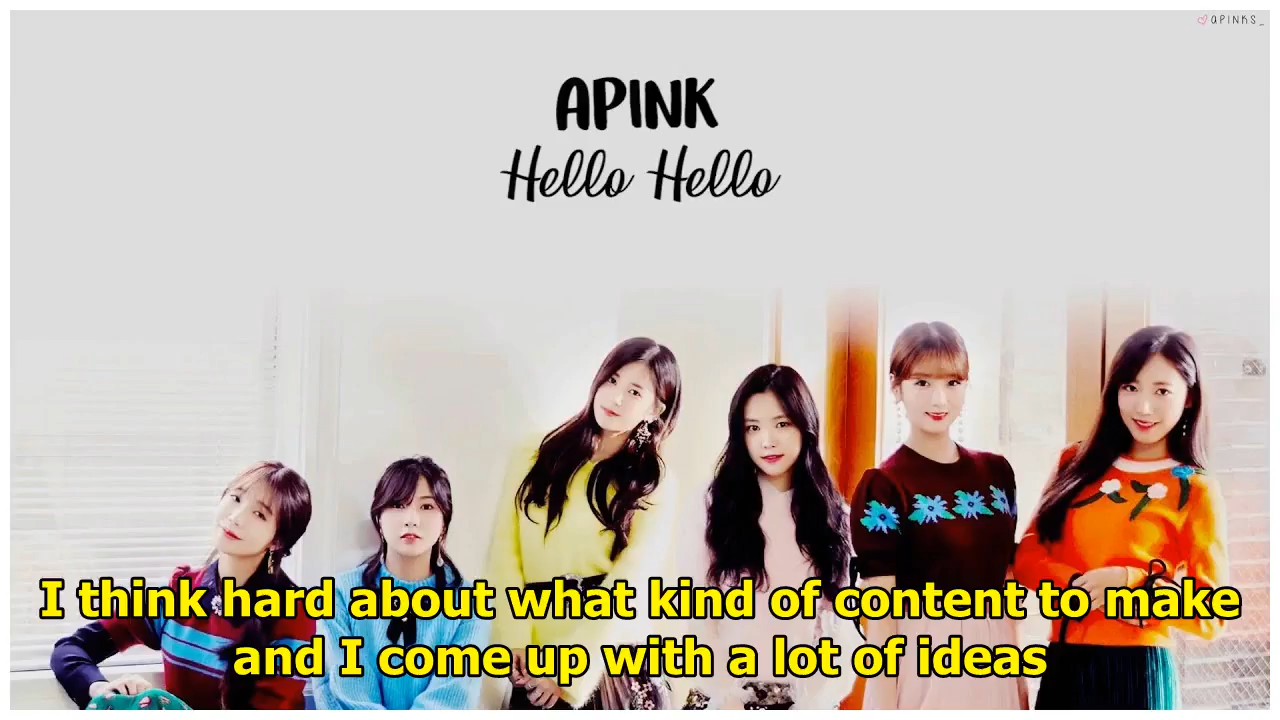 apinks_
APINK
Hello Hello
I think hard about what kind of content to make
and I come up with a lot of ideas